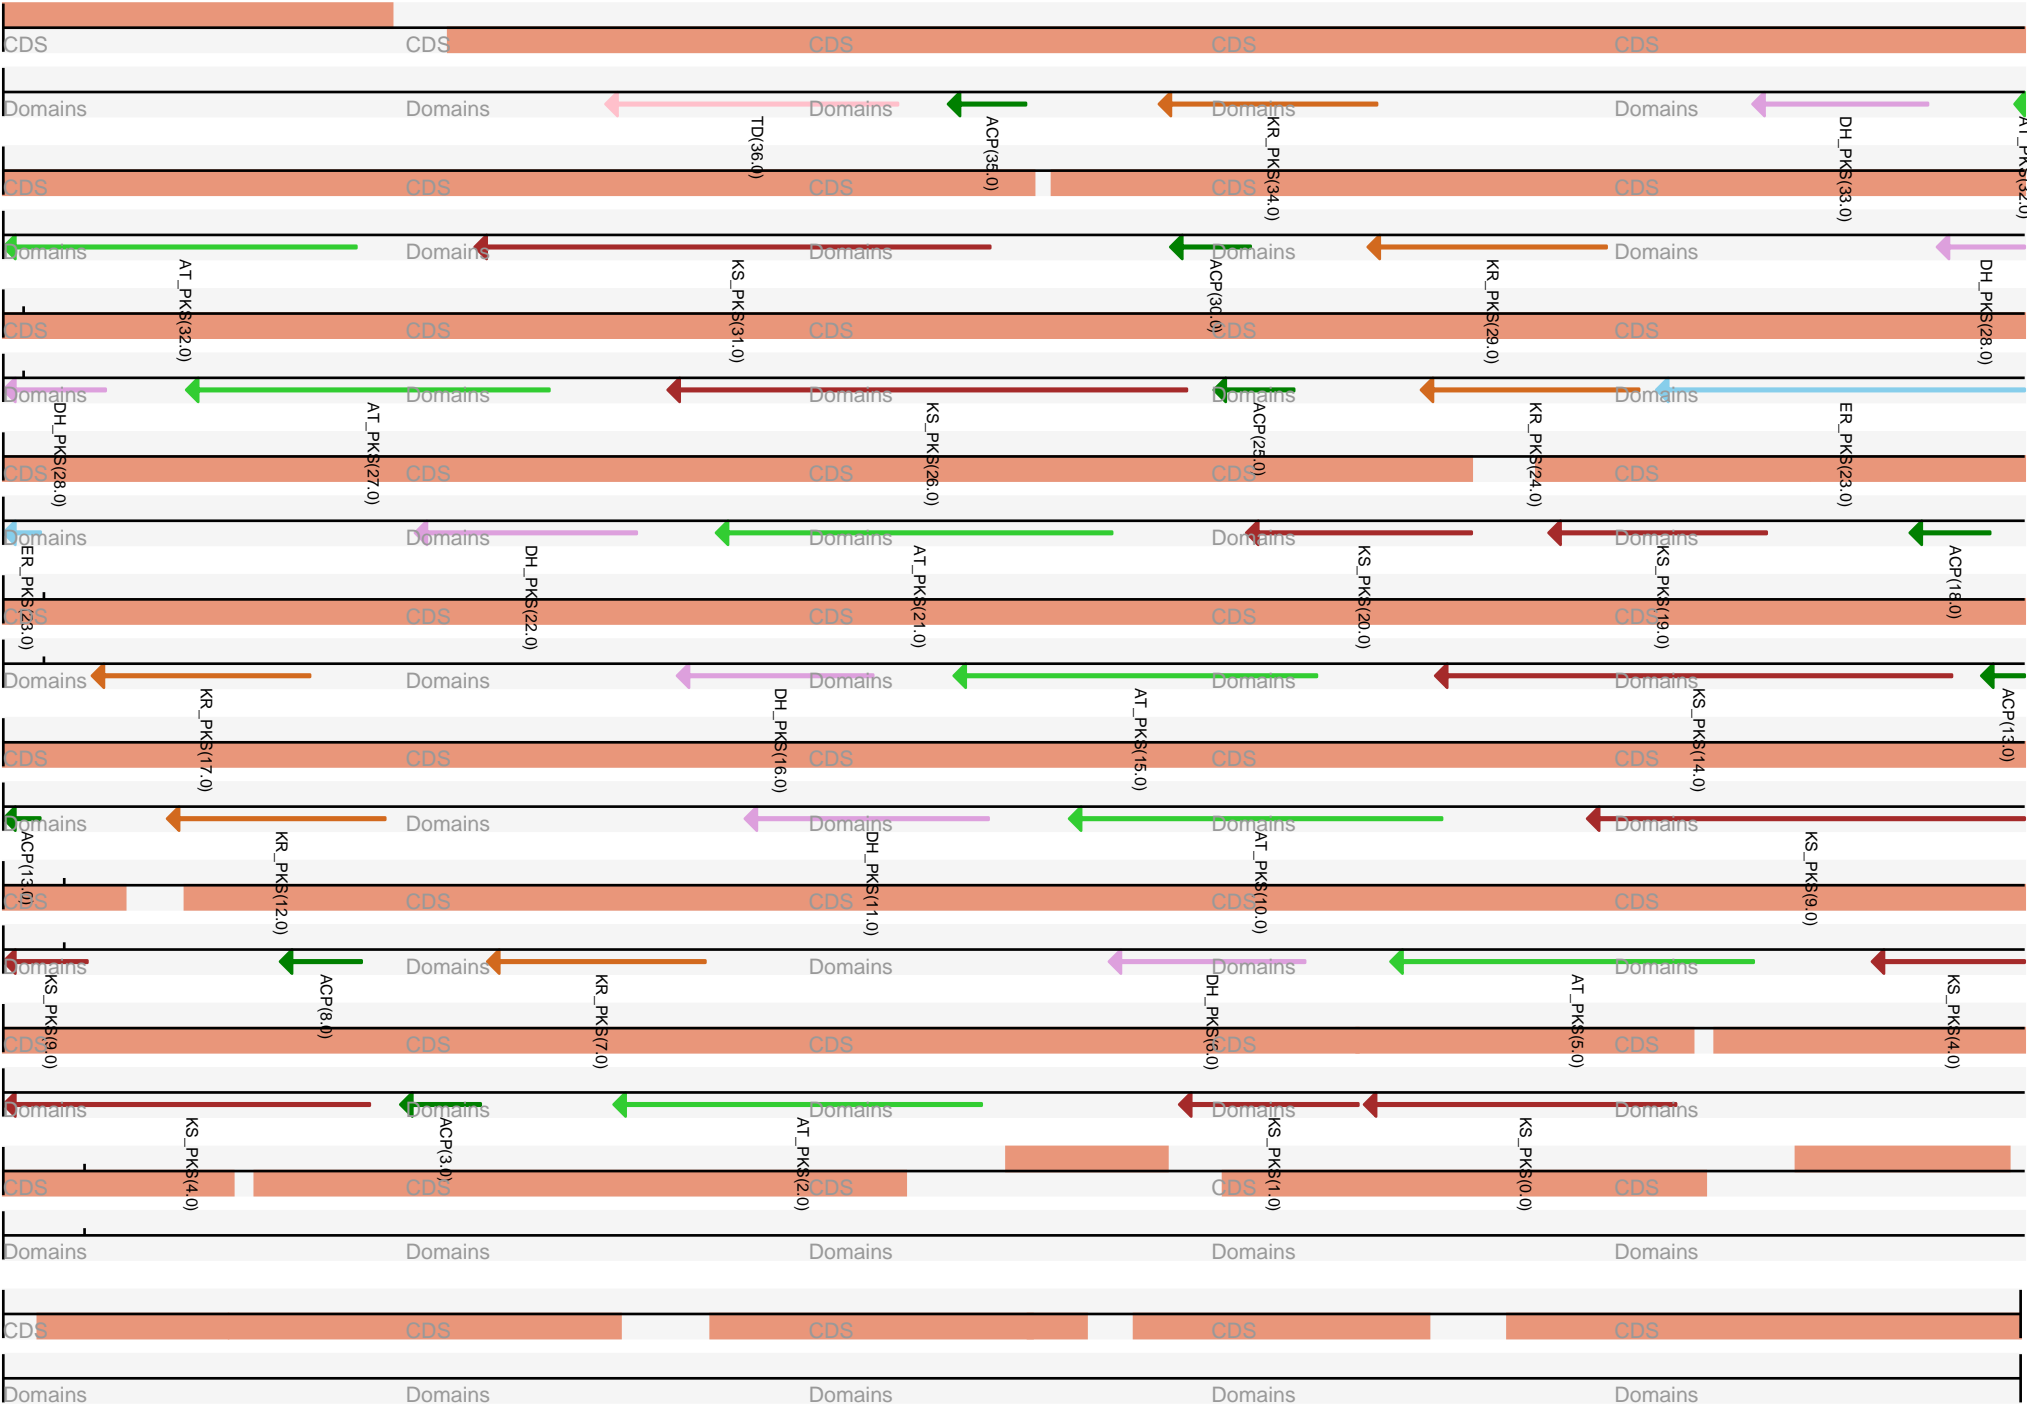 CDS CDS CDS CDS CDS
Domains Domains Domains Domains Domains
TD(36.0) ACP(35.0) KR_PKS(34.0) DH_PKS(33.0) AT_PKS(32.0)
CDS CDS CDS CDS CDS
Domains Domains Domains Domains Domains
AT_PKS(32.0) KS_PKS(31.0) ACP(30.0) KR_PKS(29.0) DH_PKS(28.0)
CDS CDS CDS CDS CDS
Domains Domains Domains Domains Domains
DH_PKS(28.0) AT_PKS(27.0) KS_PKS(26.0) ACP(25.0) KR_PKS(24.0) ER_PKS(23.0)
CDS CDS CDS CDS CDS
Domains Domains Domains Domains Domains
ER_PKS(23.0) DH_PKS(22.0) AT_PKS(21.0) KS_PKS(20.0) KS_PKS(19.0) ACP(18.0)
CDS CDS CDS CDS CDS
Domains Domains Domains Domains Domains
KR_PKS(17.0) DH_PKS(16.0) AT_PKS(15.0) KS_PKS(14.0) ACP(13.0)
CDS CDS CDS CDS CDS
Domains Domains Domains Domains Domains
ACP(13.0) KR_PKS(12.0) DH_PKS(11.0) AT_PKS(10.0) KS_PKS(9.0)
CDS CDS CDS CDS CDS
Domains Domains Domains Domains Domains
KS_PKS(9.0) ACP(8.0) KR_PKS(7.0) DH_PKS(6.0) AT_PKS(5.0) KS_PKS(4.0)
CDS CDS CDS CDS CDS
Domains Domains Domains Domains Domains
KS_PKS(4.0) ACP(3.0) AT_PKS(2.0) KS_PKS(1.0) KS_PKS(0.0)
CDS CDS CDS CDS CDS
Domains Domains Domains Domains Domains
CDS CDS CDS CDS CDS
Domains Domains Domains Domains Domains